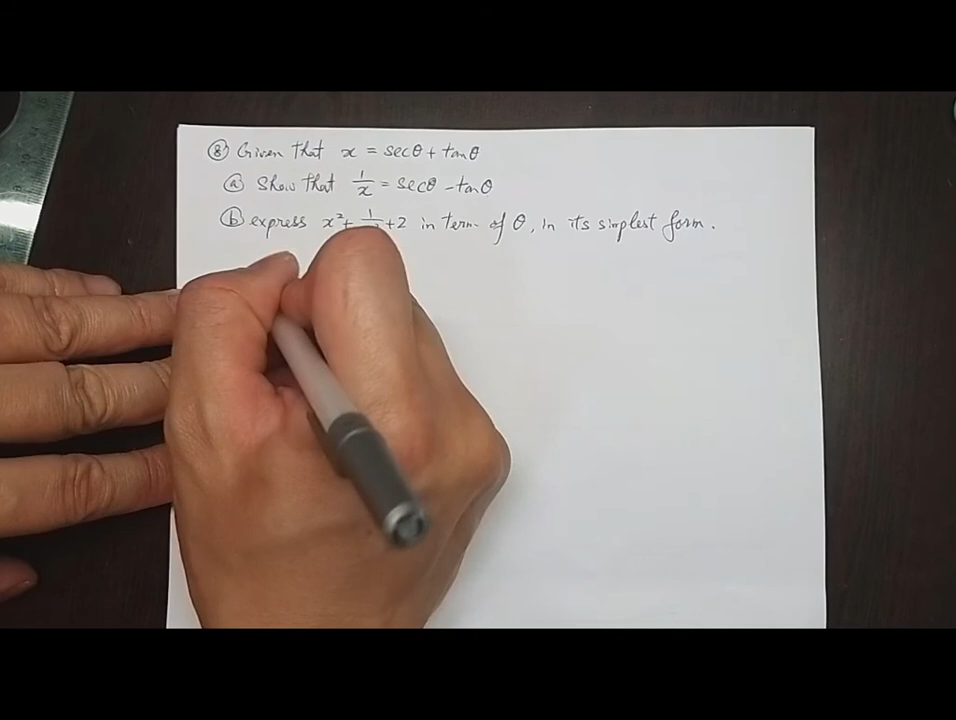 ⑧ Given that x = secθ + tanθ
ⓐ Show that 1/x = secθ - tanθ
ⓑ express x² + 1/ +2 in term of θ, in its simplest form.